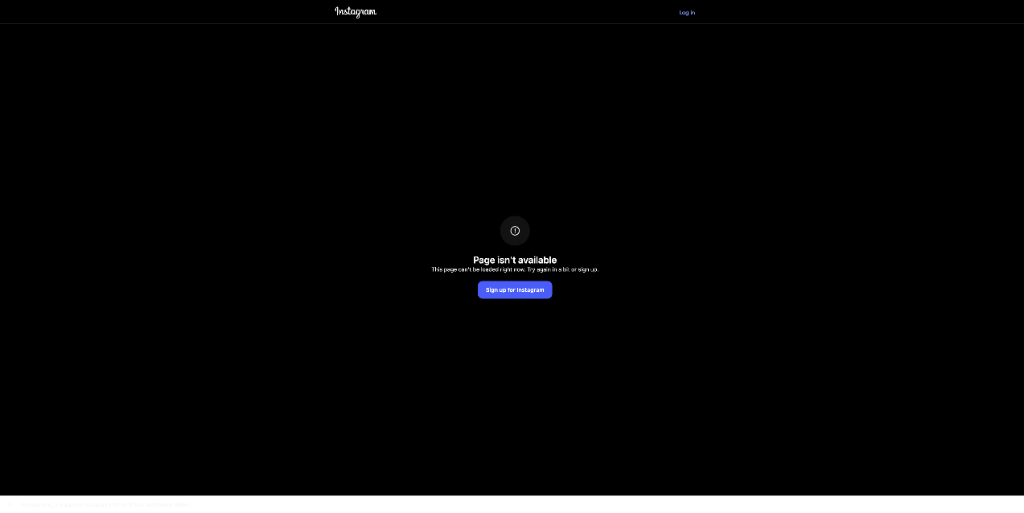 Instagram
Log in
Page isn't available
This page can't be loaded right now. Try again in a bit or sign up.
Sign up for Instagram